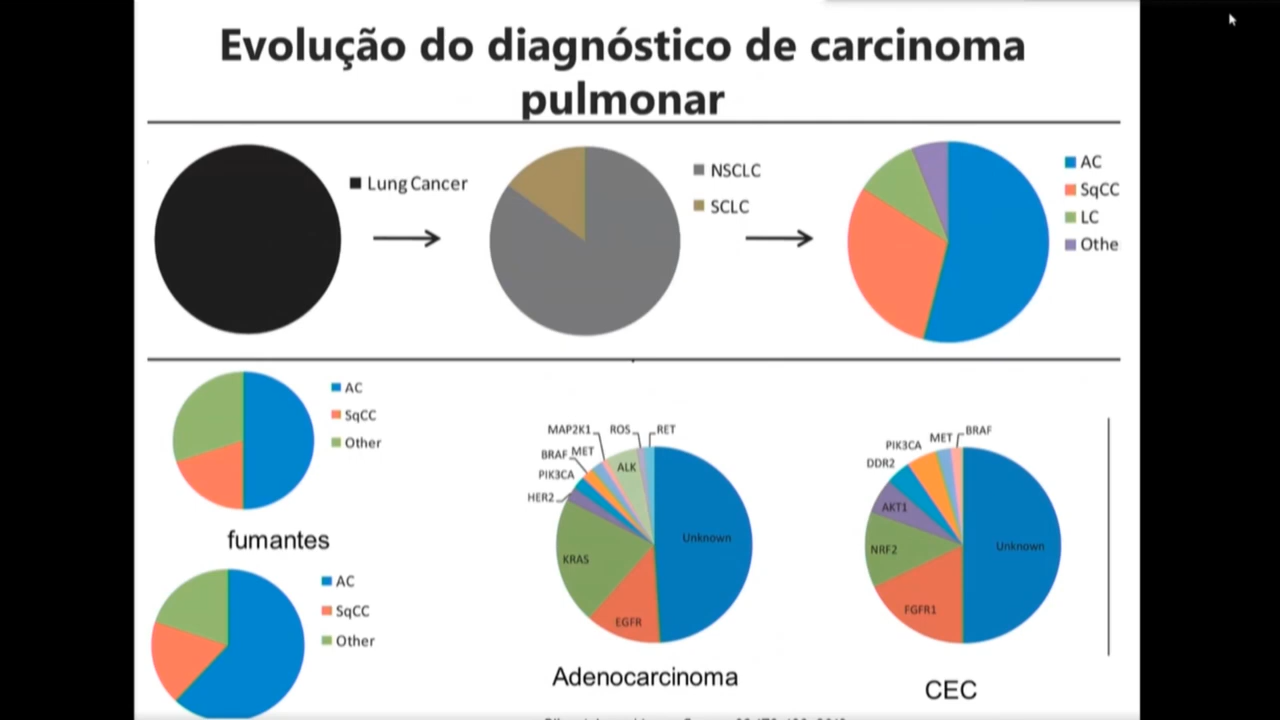 Evolução do diagnóstico de carcinoma
pulmonar
Lung Cancer
NSCLC
SCLC
AC
SqCC
LC
Othe
AC
SqCC
Other
fumantes
AC
SqCC
Other
MAP2K1
ROS
RET
BRAF
MET
ALK
PIK3CA
HER2
KRAS
EGFR
Unknown
Adenocarcinoma
MET
BRAF
PIK3CA
DDR2
AKT1
NRF2
FGFR1
Unknown
CEC